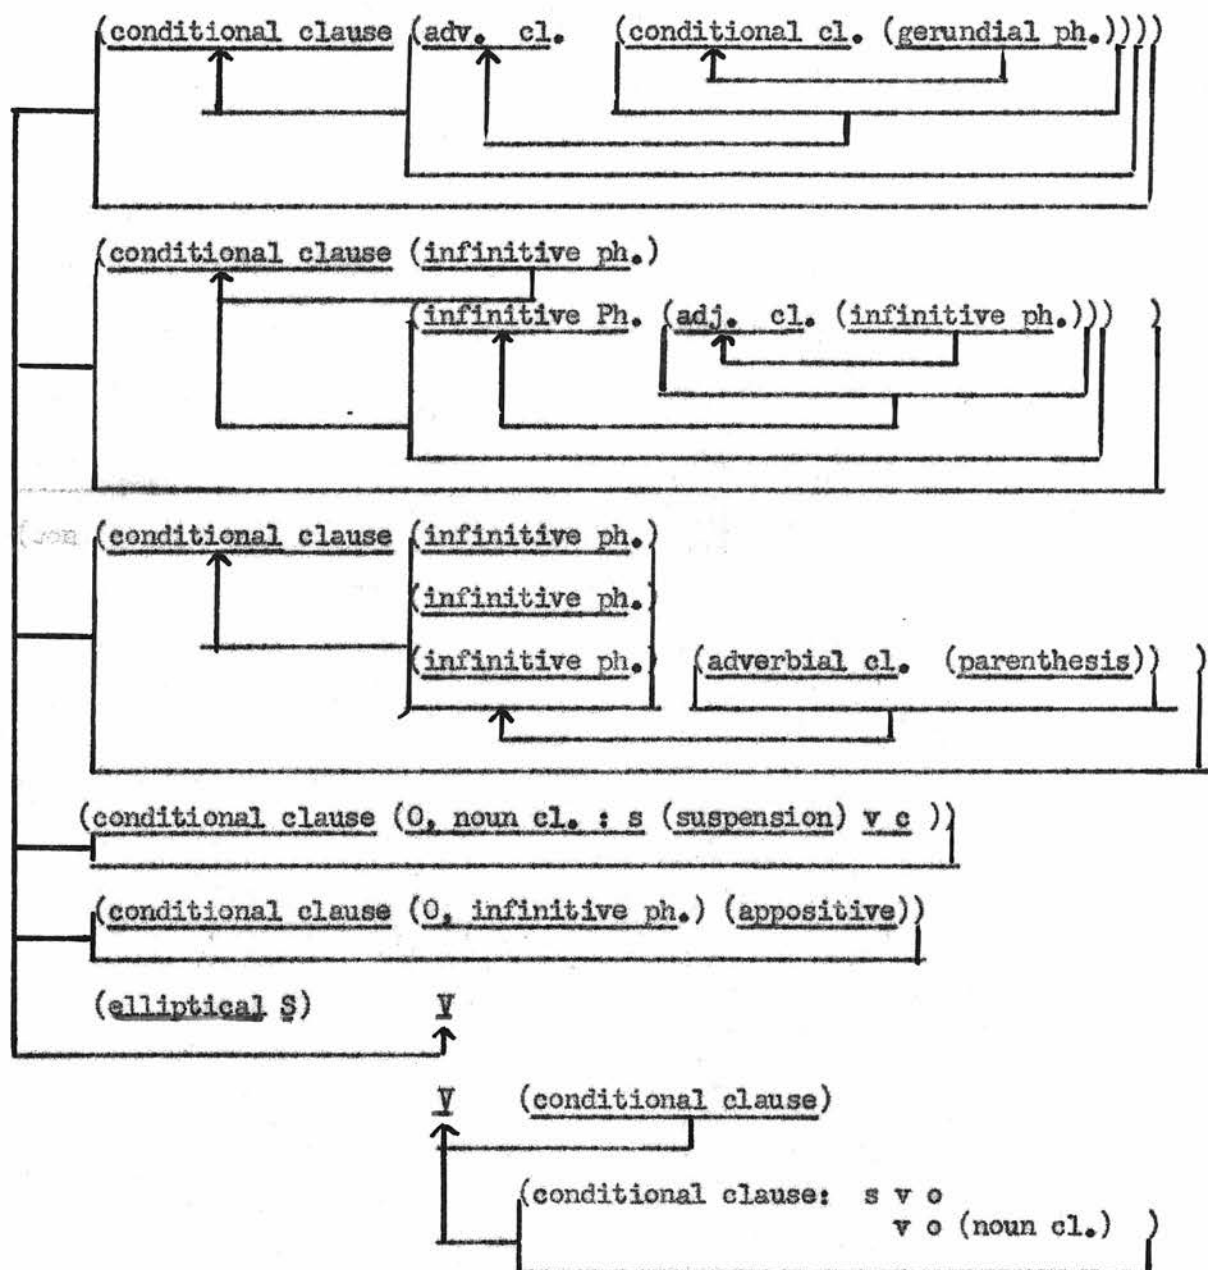 (conditional clause (adv. cl. (conditional cl. (gerundial ph.))))
(conditional clause (infinitive ph.)
(infinitive Ph. (adj. cl. (infinitive ph.))) )
(conditional clause (infinitive ph.)
(infinitive ph.)
(infinitive ph.) (adverbial cl. (parenthesis)) )
(conditional clause (O, noun cl. : s (suspension) v c ))
(conditional clause (O, infinitive ph.) (appositive))
(elliptical S) V
V (conditional clause)
(conditional clause: s v o
v o (noun cl.) )